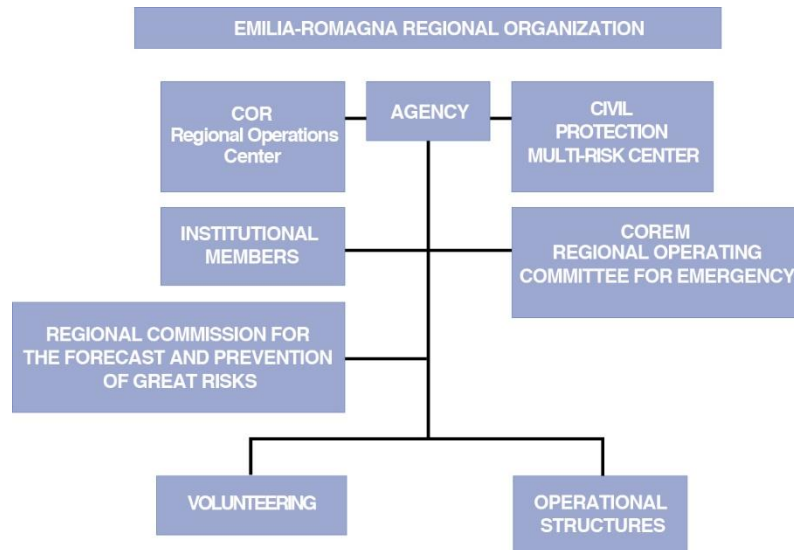 EMILIA-ROMAGNA REGIONAL ORGANIZATION
COR
Regional Operations
Center
AGENCY
CIVIL
PROTECTION
MULTI-RISK CENTER
INSTITUTIONAL
MEMBERS
COREM
REGIONAL OPERATING
COMMITTEE FOR EMERGENCY
REGIONAL COMMISSION FOR
THE FORECAST AND PREVENTION
OF GREAT RISKS
VOLUNTEERING
OPERATIONAL
STRUCTURES